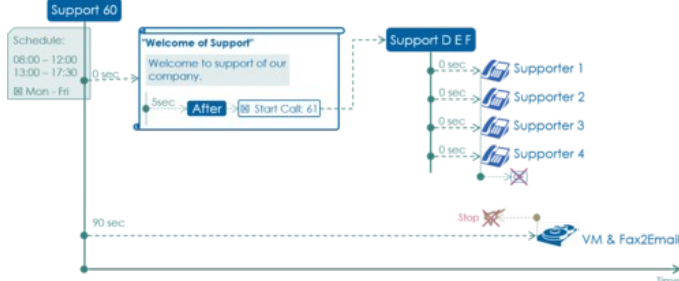 Support 60
Schedule:
08:00 – 12:00
13:00 – 17:30
☒ Mon - Fri
0 sec
"Welcome of Support"
Welcome to support of our
company.
5sec
After
☒ Start Call: 61
Support D E F
0 sec
Supporter 1
0 sec
Supporter 2
0 sec
Supporter 3
0 sec
Supporter 4
90 sec
Stop
VM & Fax2Email
Time